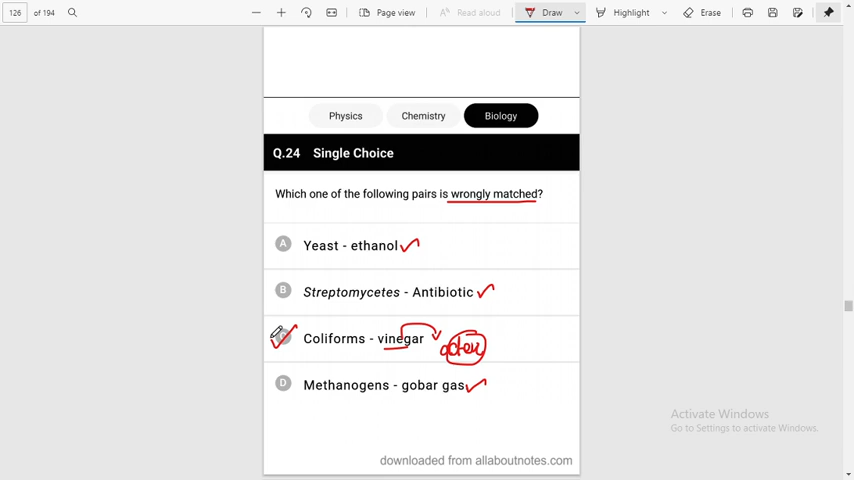 126 of 194 Page view Read aloud Draw Highlight Erase
Physics Chemistry Biology
Q.24 Single Choice
Which one of the following pairs is wrongly matched?
A Yeast - ethanol
B Streptomycetes - Antibiotic
Coliforms - vinegar
D Methanogens - gobar gas
Activate Windows
Go to Settings to activate Windows.
downloaded from allaboutnotes.com